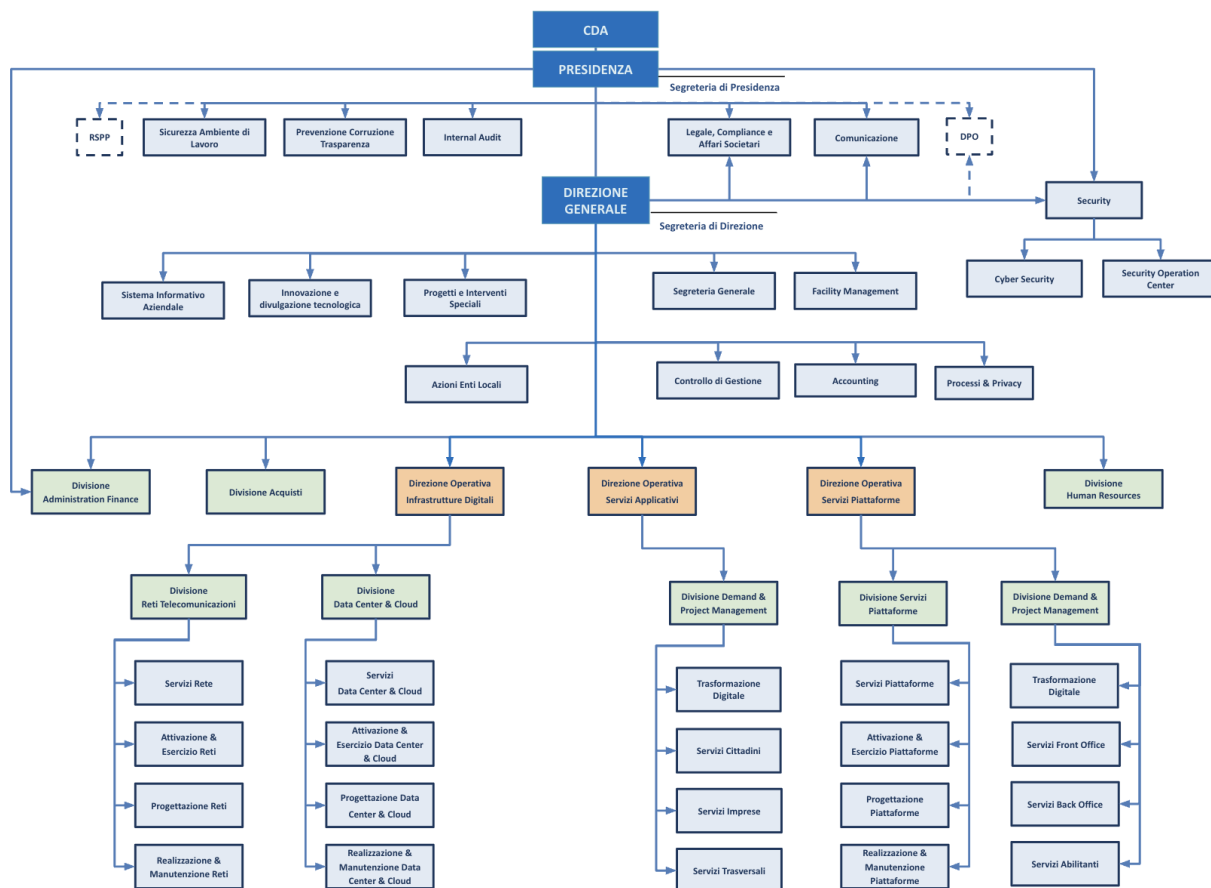 CDA
PRESIDENZA
Segreteria di Presidenza
RSPP
Sicurezza Ambiente di
Lavoro
Prevenzione Corruzione
Trasparenza
Internal Audit
Legale, Compliance e
Affari Societari
Comunicazione
DPO
DIREZIONE
GENERALE
Segreteria di Direzione
Security
Cyber Security
Security Operation
Center
Sistema Informativo
Aziendale
Innovazione e
divulgazione tecnologica
Progetti e Interventi
Speciali
Segreteria Generale
Facility Management
Azioni Enti Locali
Controllo di Gestione
Accounting
Processi & Privacy
Divisione
Administration Finance
Divisione Acquisti
Direzione Operativa
Infrastrutture Digitali
Direzione Operativa
Servizi Applicativi
Direzione Operativa
Servizi Piattaforme
Divisione
Human Resources
Divisione
Reti Telecomunicazioni
Divisione
Data Center & Cloud
Divisione Demand &
Project Management
Divisione Servizi
Piattaforme
Divisione Demand &
Project Management
Servizi Rete
Servizi
Data Center & Cloud
Trasformazione
Digitale
Servizi Piattaforme
Trasformazione
Digitale
Attivazione &
Esercizio Reti
Attivazione &
Esercizio Data Center
& Cloud
Servizi Cittadini
Attivazione &
Esercizio Piattaforme
Servizi Front Office
Progettazione Reti
Progettazione Data
Center & Cloud
Servizi Imprese
Progettazione
Piattaforme
Servizi Back Office
Realizzazione &
Manutenzione Reti
Realizzazione &
Manutenzione Data
Center & Cloud
Servizi Trasversali
Realizzazione &
Manutenzione
Piattaforme
Servizi Abilitanti